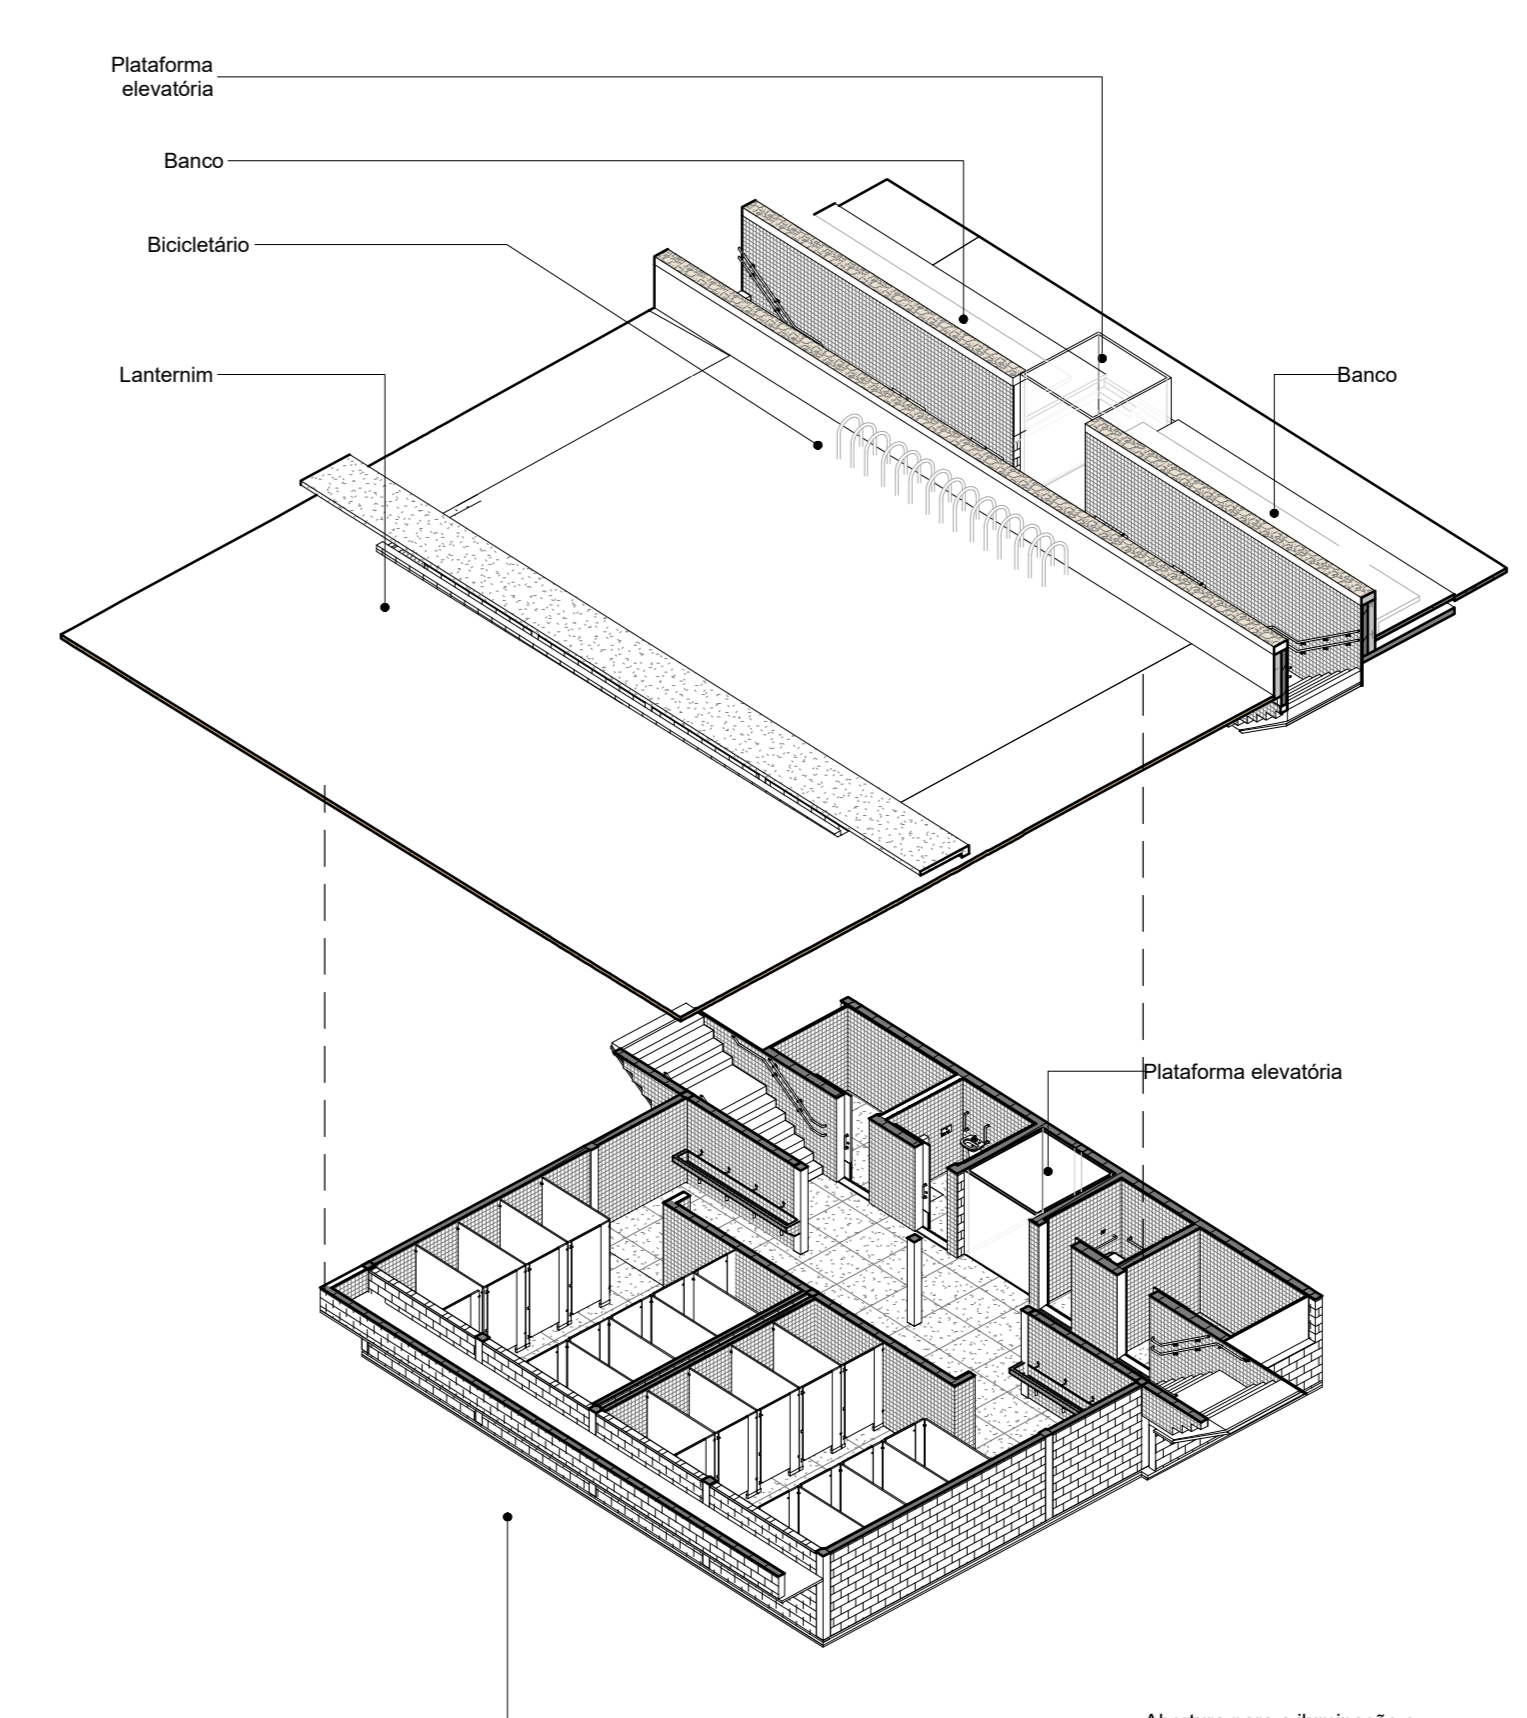 Plataforma
elevatória
Banco
Bicicletário
Lanternim
Banco
Plataforma elevatória